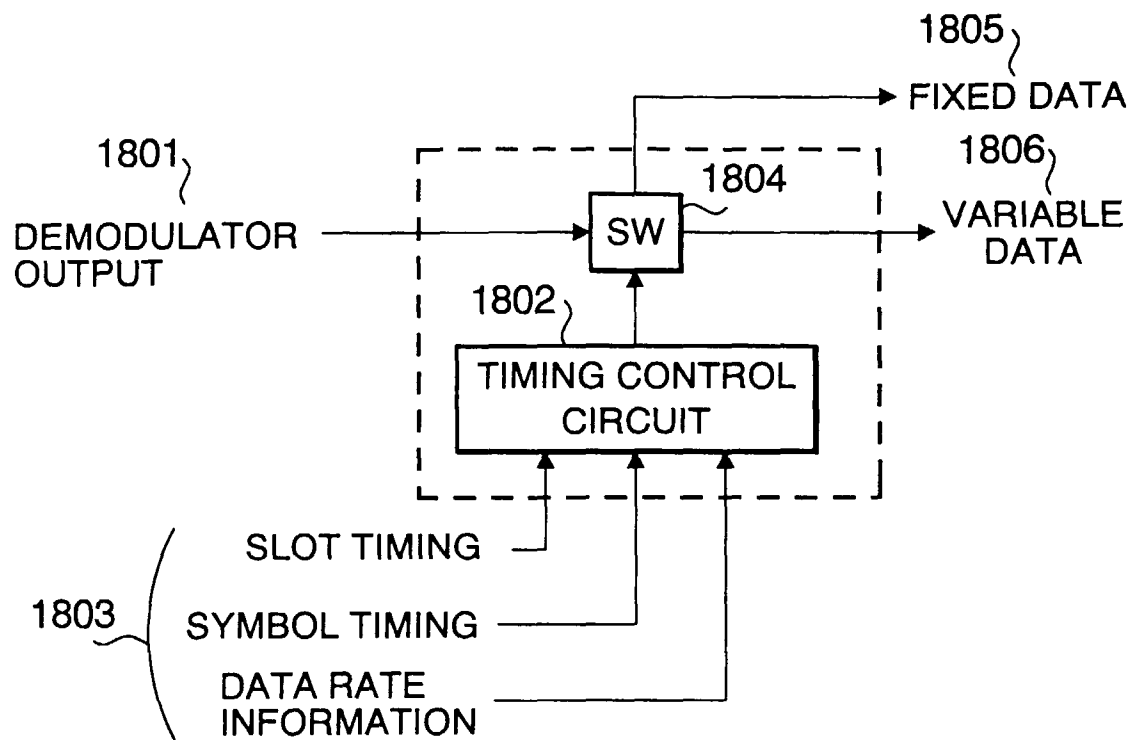 1805
FIXED DATA
1801
1806
1804
DEMODULATOR
OUTPUT
SW
VARIABLE
DATA
1802
TIMING CONTROL
CIRCUIT
SLOT TIMING
1803
SYMBOL TIMING
DATA RATE
INFORMATION